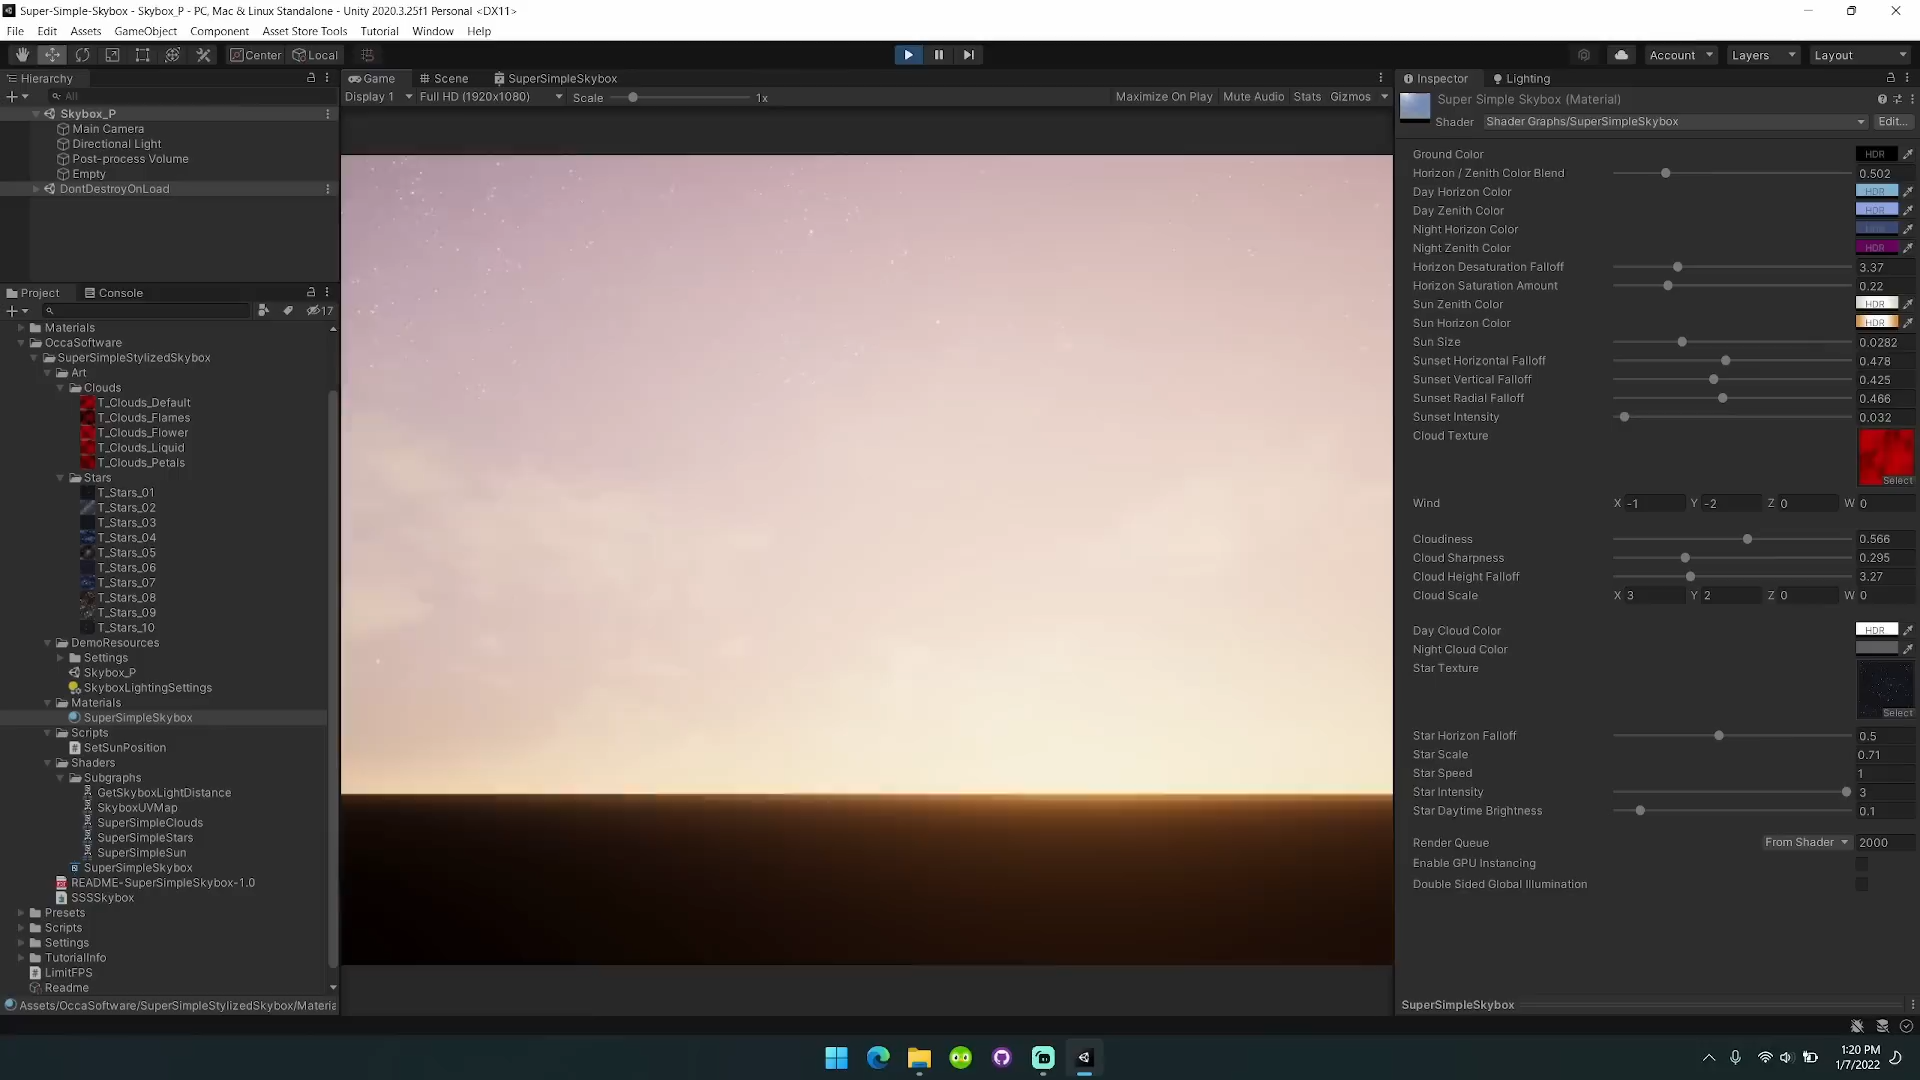 Super-Simple-Skybox - Skybox_P - PC, Mac & Linux Standalone - Unity 2020.3.25f1 Personal <DX11>
File Edit Assets GameObject Component Asset Store Tools Tutorial Window Help
Center Local
Account Layers Layout
Hierarchy
All
Skybox_P
Main Camera
Directional Light
Post-process Volume
Empty
DontDestroyOnLoad
Project Console
17
Materials
OccaSoftware
SuperSimpleStylizedSkybox
Art
Clouds
T_Clouds_Default
T_Clouds_Flames
T_Clouds_Flower
T_Clouds_Liquid
T_Clouds_Petals
Stars
T_Stars_01
T_Stars_02
T_Stars_03
T_Stars_04
T_Stars_05
T_Stars_06
T_Stars_07
T_Stars_08
T_Stars_09
T_Stars_10
DemoResources
Settings
Skybox_P
SkyboxLightingSettings
Materials
SuperSimpleSkybox
Scripts
SetSunPosition
Shaders
Subgraphs
GetSkyboxLightDistance
SkyboxUVMap
SuperSimpleClouds
SuperSimpleStars
SuperSimpleSun
SuperSimpleSkybox
README-SuperSimpleSkybox-1.0
SSSSkybox
Presets
Scripts
Settings
TutorialInfo
LimitFPS
Readme
Assets/OccaSoftware/SuperSimpleStylizedSkybox/Materia
Game Scene SuperSimpleSkybox
Display 1 Full HD (1920x1080) Scale 1x Maximize On Play Mute Audio Stats Gizmos
Inspector Lighting
Super Simple Skybox (Material)
Shader Shader Graphs/SuperSimpleSkybox Edit...
Ground Color HDR
Horizon / Zenith Color Blend 0.502
Day Horizon Color HDR
Day Zenith Color HDR
Night Horizon Color HDR
Night Zenith Color HDR
Horizon Desaturation Falloff 3.37
Horizon Saturation Amount 0.22
Sun Zenith Color HDR
Sun Horizon Color HDR
Sun Size 0.0282
Sunset Horizontal Falloff 0.478
Sunset Vertical Falloff 0.425
Sunset Radial Falloff 0.466
Sunset Intensity 0.032
Cloud Texture
Select
Wind X -1 Y -2 Z 0 W 0
Cloudiness 0.566
Cloud Sharpness 0.295
Cloud Height Falloff 3.27
Cloud Scale X 3 Y 2 Z 0 W 0
Day Cloud Color HDR
Night Cloud Color
Star Texture
Select
Star Horizon Falloff 0.5
Star Scale 0.71
Star Speed 1
Star Intensity 3
Star Daytime Brightness 0.1
Render Queue From Shader 2000
Enable GPU Instancing
Double Sided Global Illumination
SuperSimpleSkybox
1:20 PM
1/7/2022